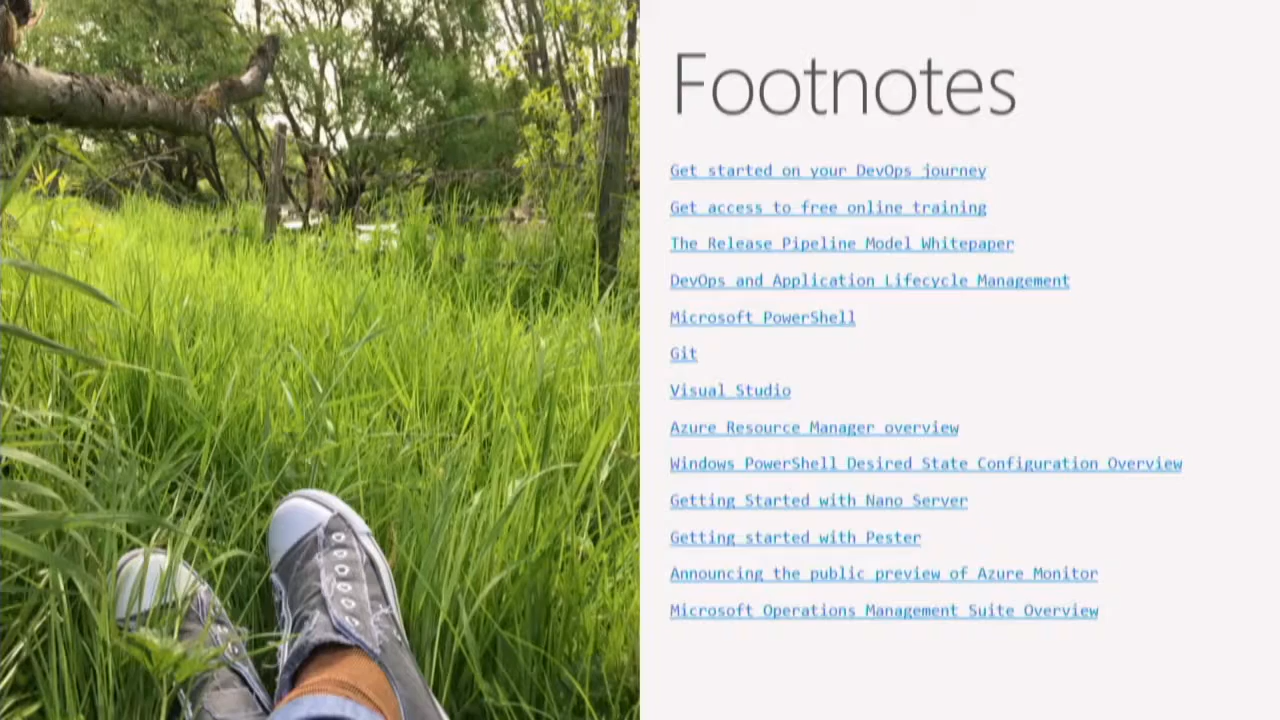 Footnotes
Get started on your DevOps journey
Get access to free online training
The Release Pipeline Model Whitepaper
DevOps and Application Lifecycle Management
Microsoft PowerShell
Git
Visual Studio
Azure Resource Manager overview
Windows PowerShell Desired State Configuration Overview
Getting Started with Nano Server
Getting started with Pester
Announcing the public preview of Azure Monitor
Microsoft Operations Management Suite Overview